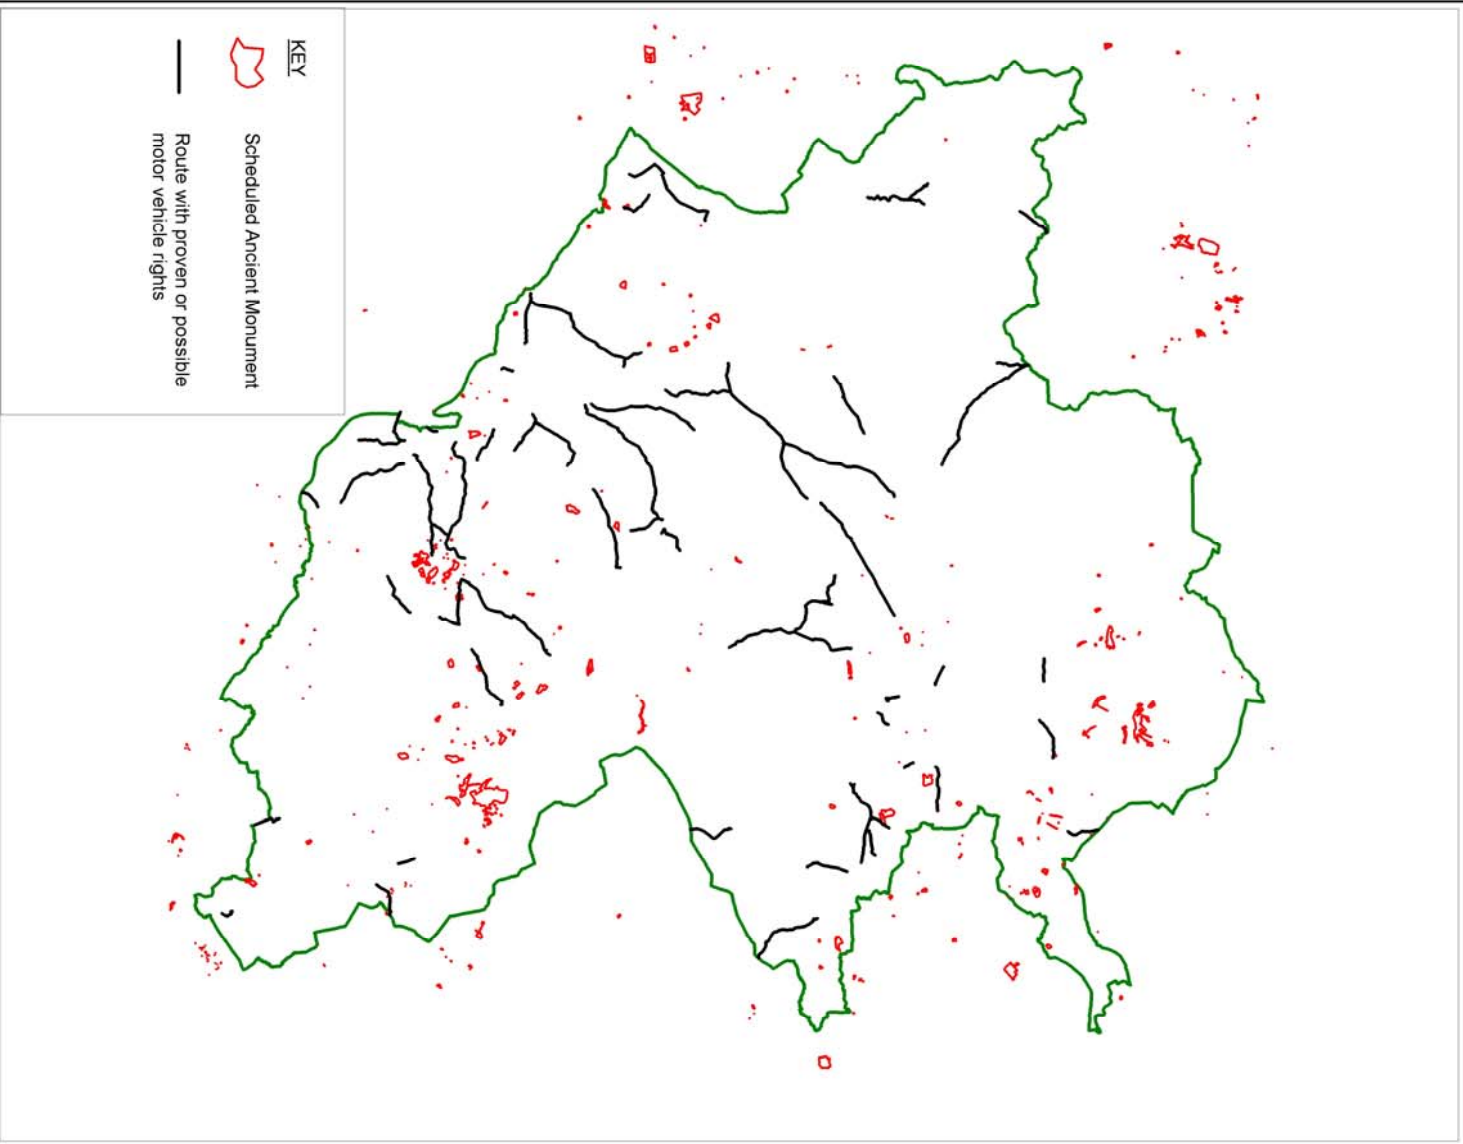 KEY
Scheduled Ancient Monument
Route with proven or possible
motor vehicle rights